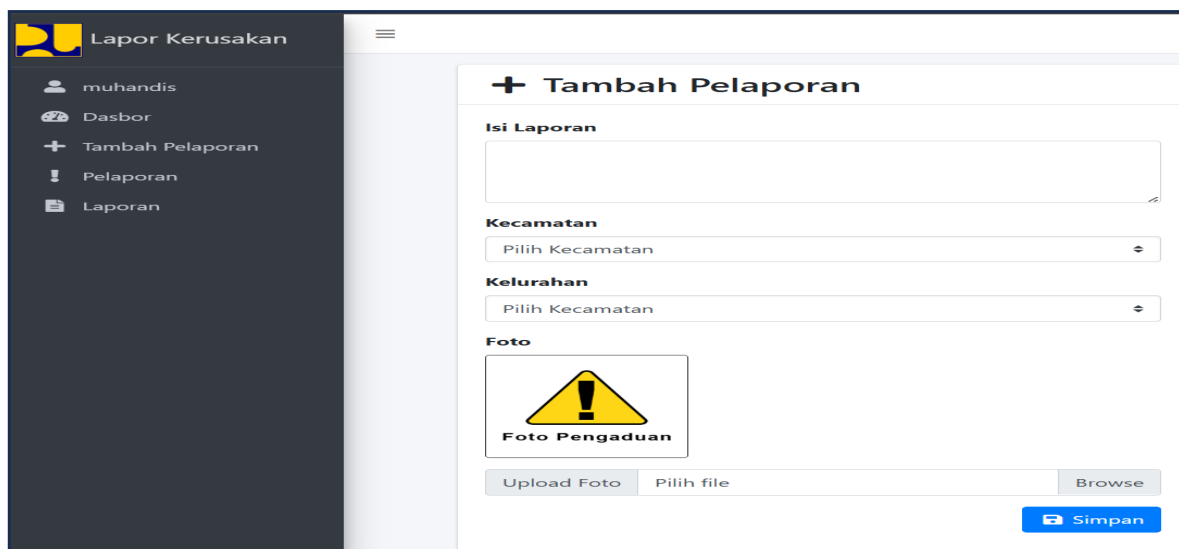 Lapor Kerusakan
muhandis
Dasbor
Tambah Pelaporan
Pelaporan
Laporan
Tambah Pelaporan
Isi Laporan
Kecamatan
Pilih Kecamatan
Kelurahan
Pilih Kecamatan
Foto
Foto Pengaduan
Upload Foto Pilih file Browse
Simpan